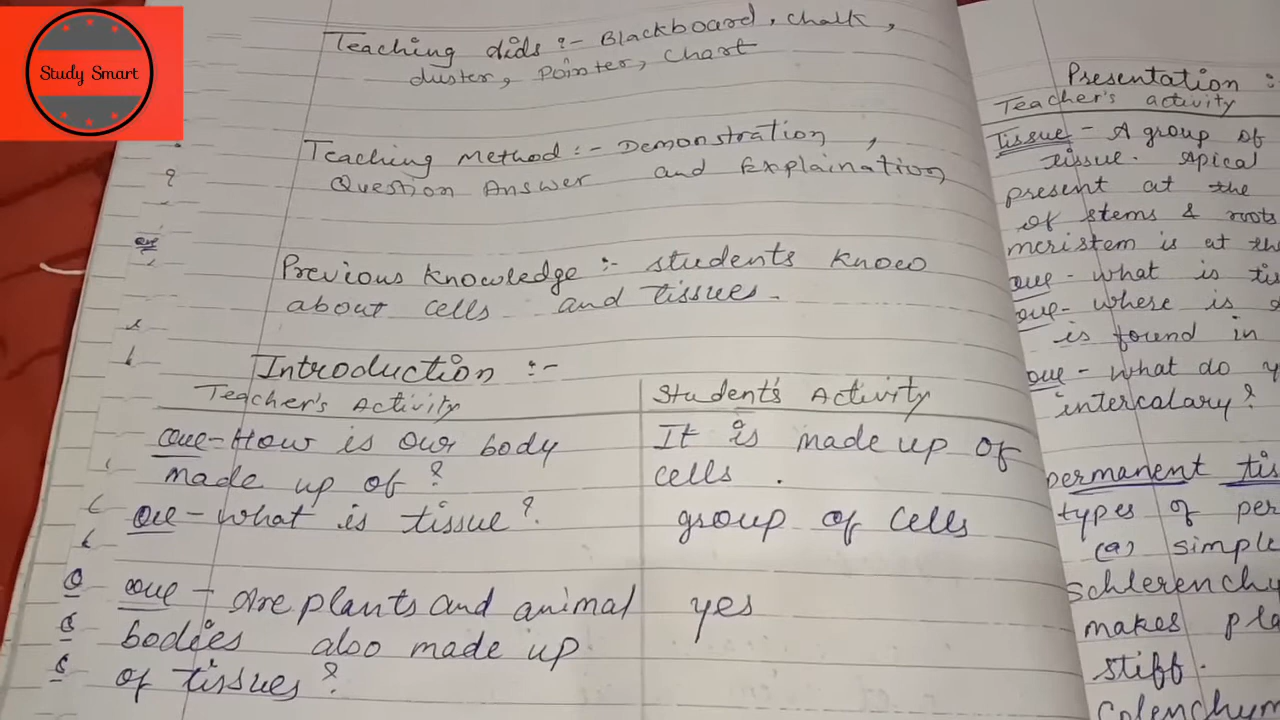 Study Smart
Teaching Aids :- Blackboard, Chalk,
duster, Pointer, Chart
Teaching Method :- Demonstration,
Question Answer and Explaination
Previous Knowledge :- students know
about cells and tissues.
Introduction :-
Teacher's Activity
Student's Activity
Que - How is our body
made up of ?
It is made up of
cells .
Que - What is tissue ?
group of cells
Que - Are plants and animal
bodies also made up
of tissues ?
yes
Presentation :
Teacher's activity
Tissue - A group of
tissue. Apical
present at the
of stems & roots
meristem is at the
Que - what is
Que - where is
is found in
Que - what do
intercalary ?
permanent
types of
(a) simple
makes
stiff.